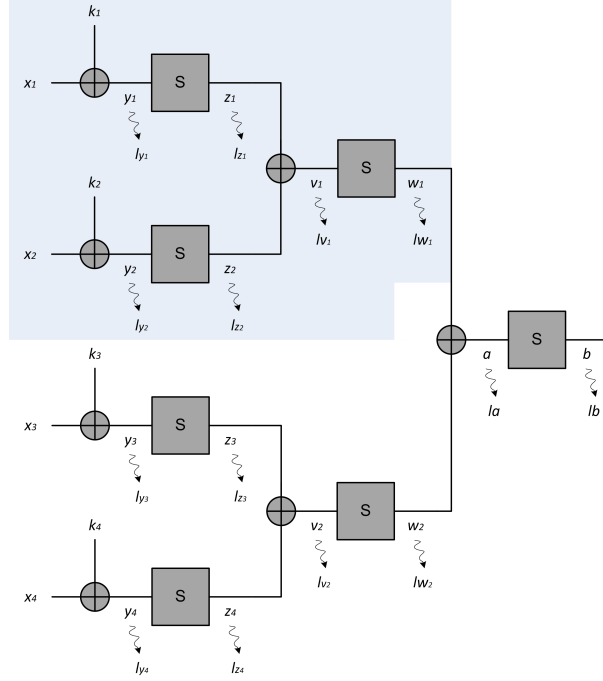 k1
x1 S
y1 z1
ly1 lz1
k2 v1 S w1
lv1 lw1
x2 S
y2 z2
ly2 lz2
S
k3 a b
la lb
x3 S
y3 z3
ly3 lz3
k4 v2 S w2
lv2 lw2
x4 S
y4 z4
ly4 lz4